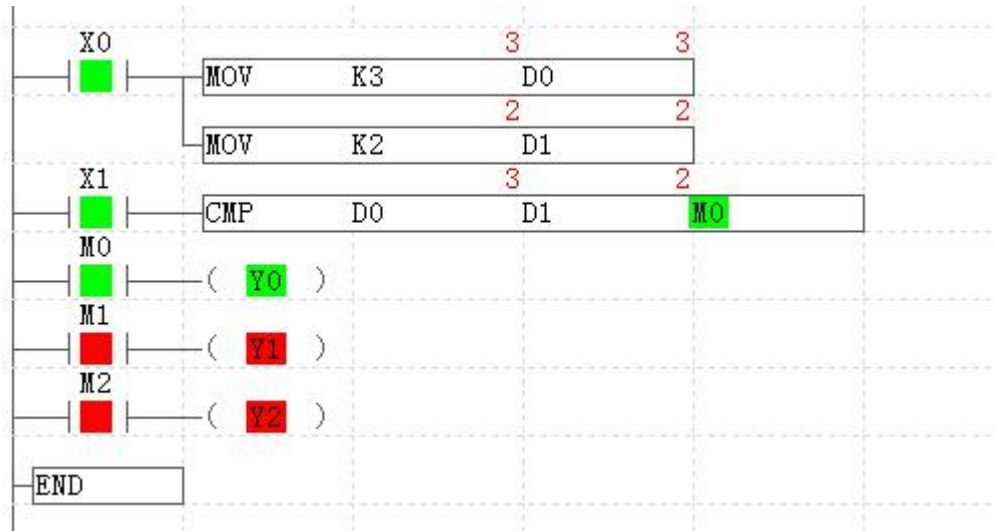 X0 3 3
MOV K3 D0
2 2
MOV K2 D1
X1 3 2
CMP D0 D1 M0
M0
( Y0 )
M1
( Y1 )
M2
( Y2 )
END